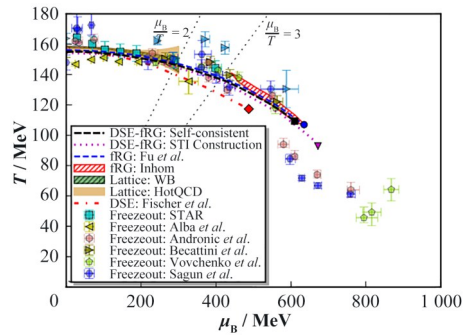 180
160
140
120
100
80
60
40
20
0
T / MeV
μB/T = 2
μB/T = 3
DSE-fRG: Self-consistent
DSE-fRG: STI Construction
fRG: Fu et al.
fRG: Inhom
Lattice: WB
Lattice: HotQCD
DSE: Fischer et al.
Freezeout: STAR
Freezeout: Alba et al.
Freezeout: Andronic et al.
Freezeout: Becattini et al.
Freezeout: Vovchenko et al.
Freezeout: Sagun et al.
0 200 400 600 800 1000
μB / MeV